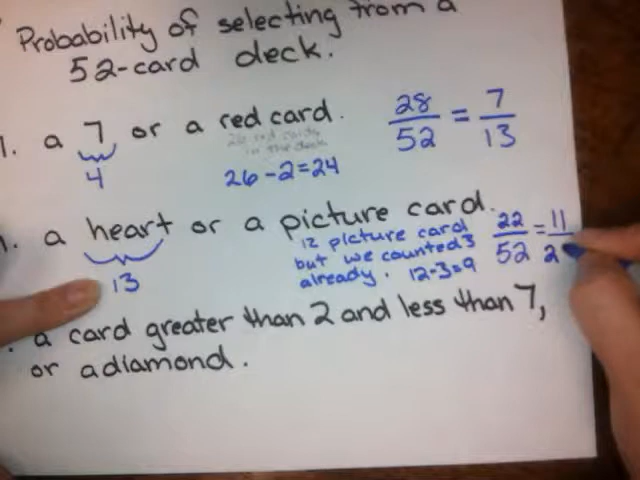 Probability of selecting from a
52-card deck.
1. a 7 or a red card.
4
26 red cards
in the deck
26 - 2 = 24
28/52 = 7/13
1. a heart or a picture card.
13
12 picture card
but we counted 3
already. 12-3=9
22/52 = 11/2
. a card greater than 2 and less than 7,
or a diamond.